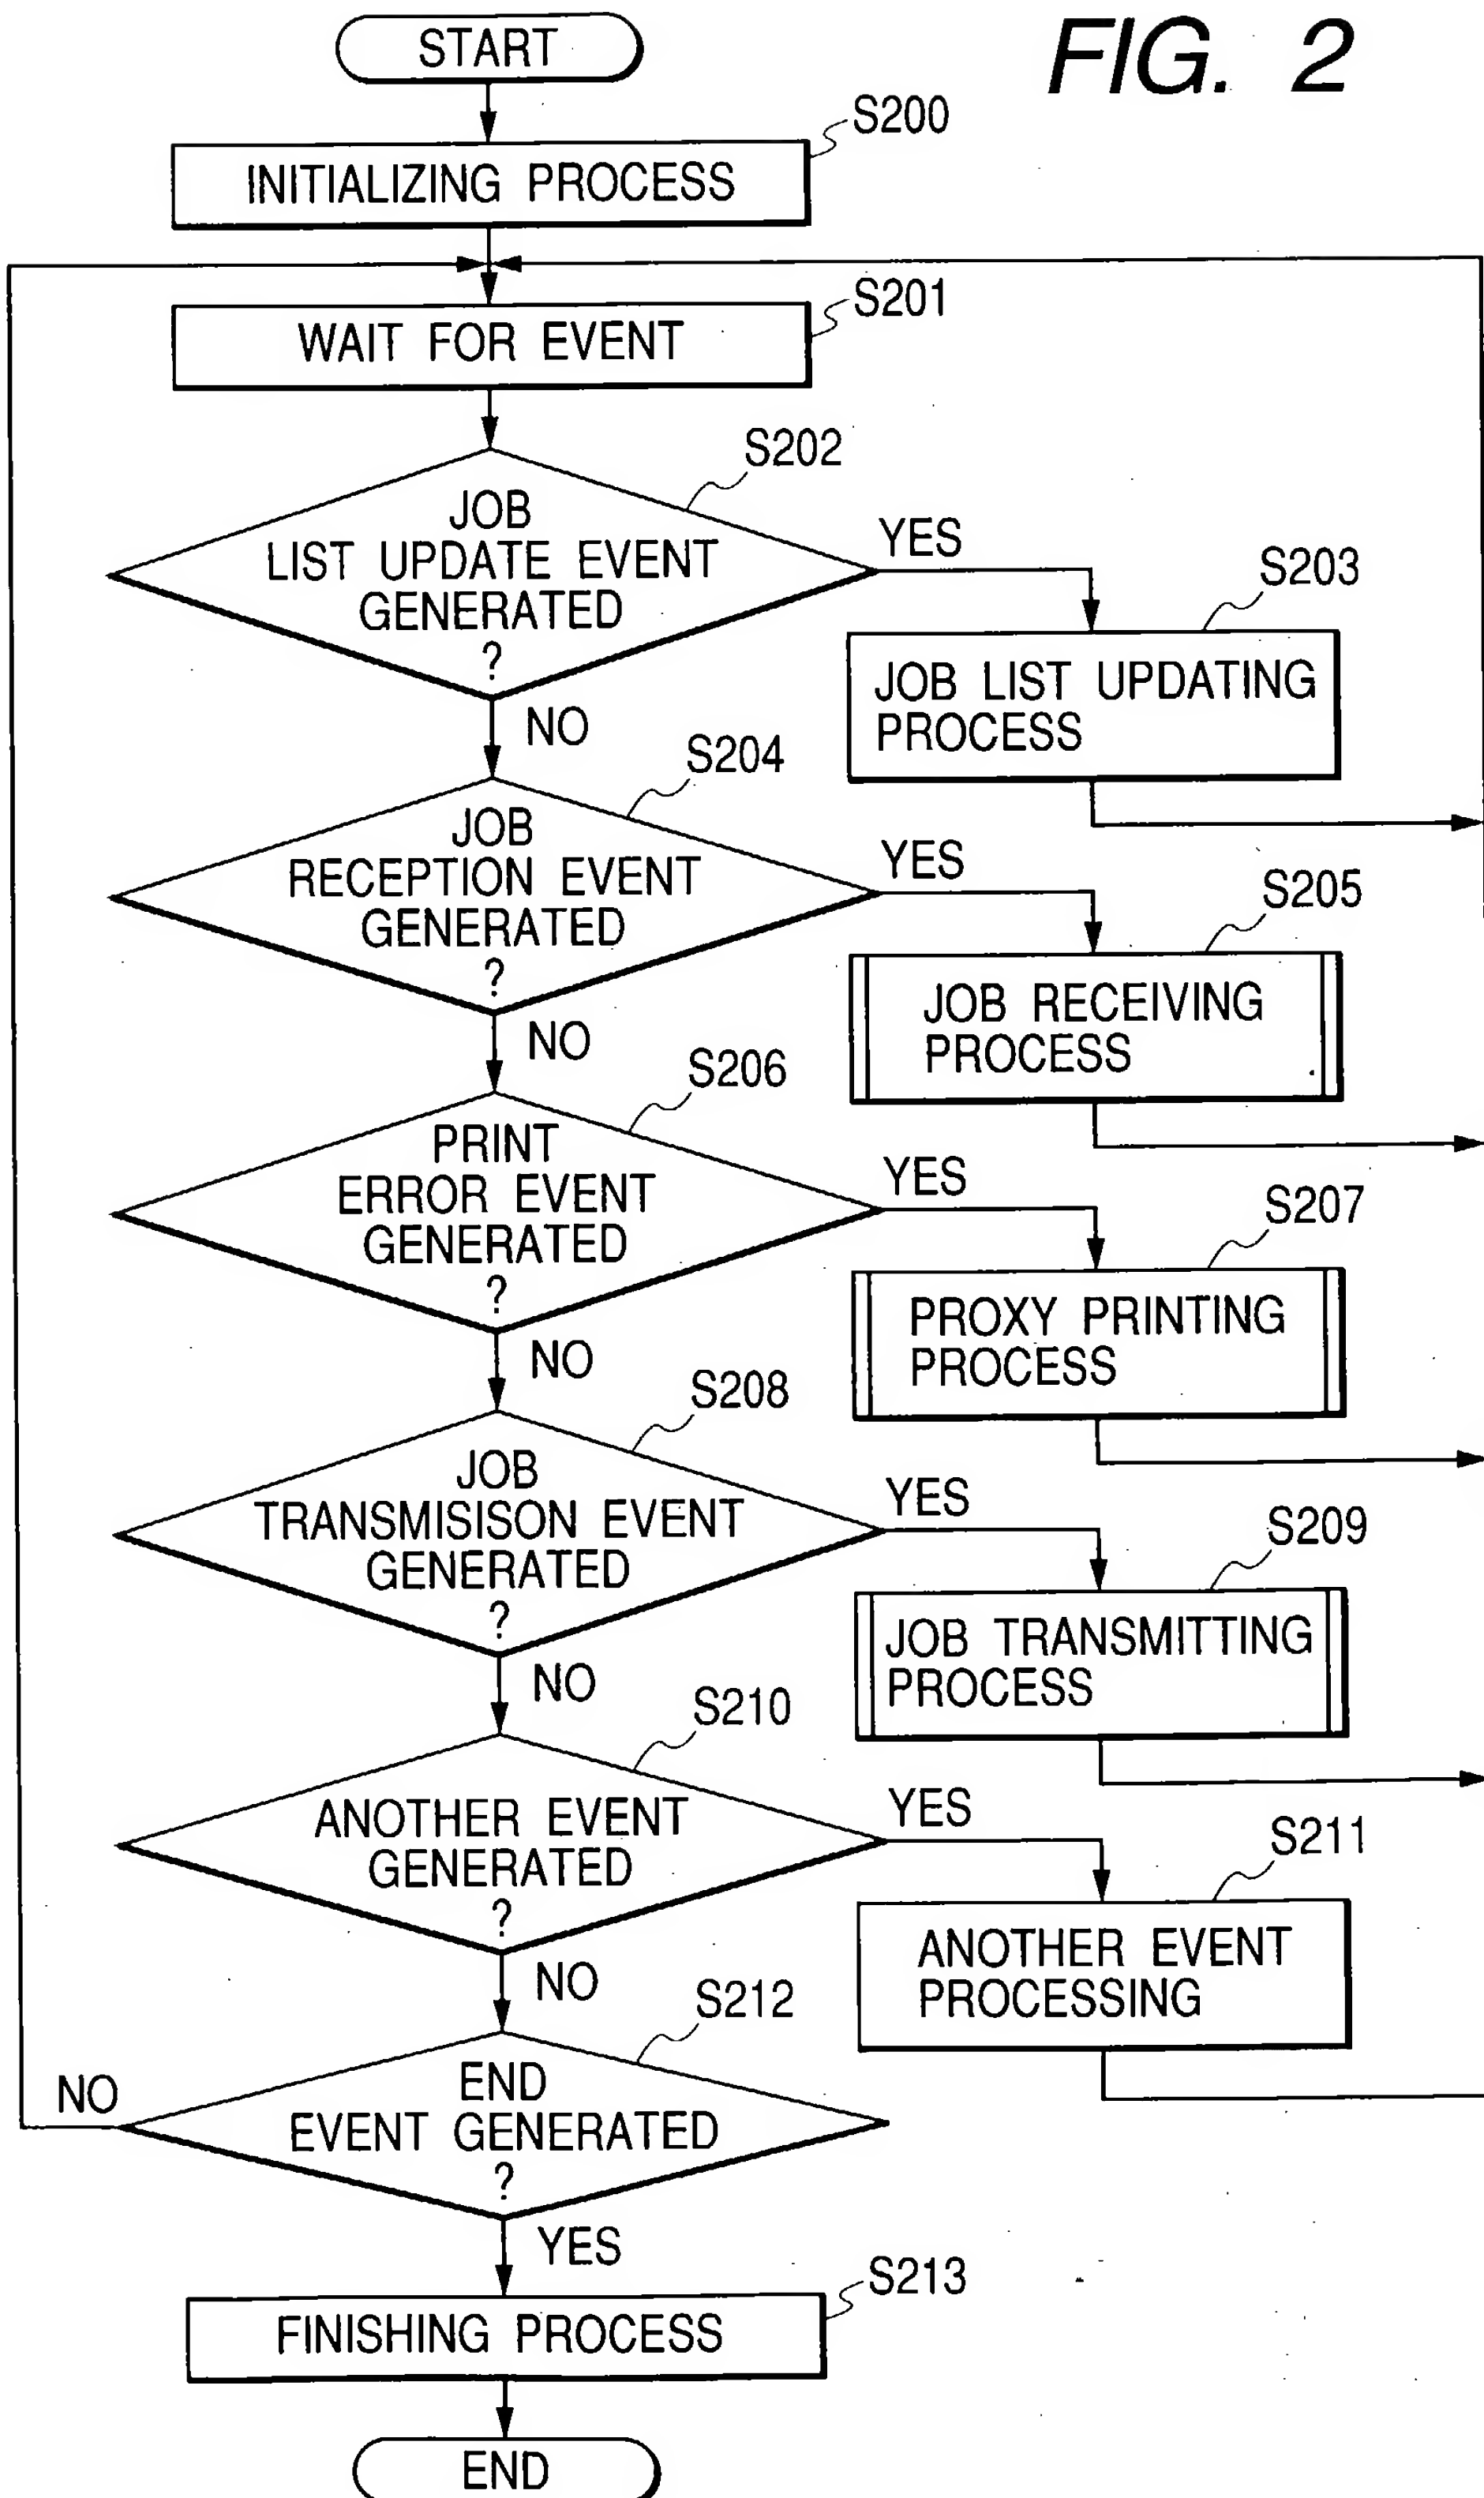 START
FIG. 2
S200
INITIALIZING PROCESS
S201
WAIT FOR EVENT
S202
JOB
LIST UPDATE EVENT
GENERATED
?
YES
S203
JOB LIST UPDATING
PROCESS
NO
S204
JOB
RECEPTION EVENT
GENERATED
?
YES
S205
JOB RECEIVING
PROCESS
NO
S206
PRINT
ERROR EVENT
GENERATED
?
YES
S207
PROXY PRINTING
PROCESS
NO
S208
JOB
TRANSMISISON EVENT
GENERATED
?
YES
S209
JOB TRANSMITTING
PROCESS
NO
S210
ANOTHER EVENT
GENERATED
?
YES
S211
ANOTHER EVENT
PROCESSING
NO
S212
END
EVENT GENERATED
?
NO
YES
S213
FINISHING PROCESS
END